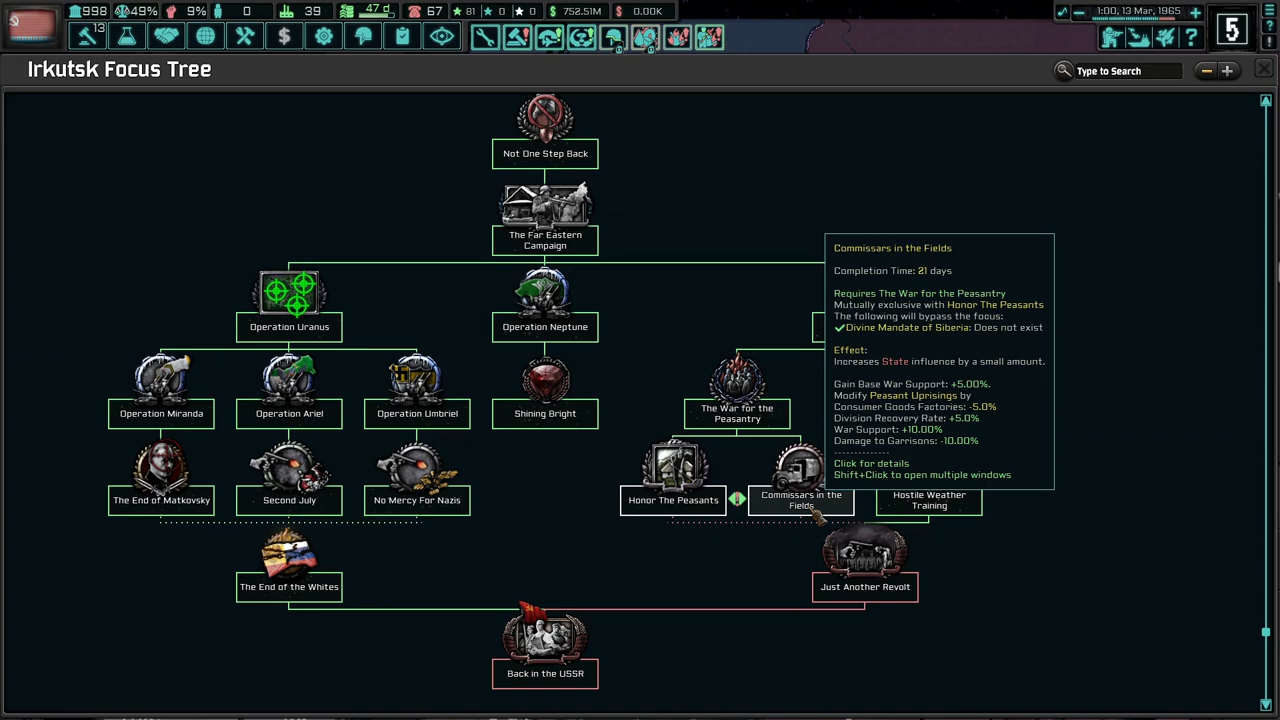 998 49% 9% 0 39 47 d 67 81 0 0 $ 752.51M $ 0.00K 1:00, 13 Mar, 1965
13 $ ? 5
Irkutsk Focus Tree
Type to Search
Not One Step Back
The Far Eastern
Campaign
Operation Uranus
Operation Neptune
Commissars in the Fields
Completion Time: 21 days
Requires The War for the Peasantry
Mutually exclusive with Honor The Peasants
The following will bypass the focus:
Divine Mandate of Siberia: Does not exist
Effect:
Increases State influence by a small amount.
Gain Base War Support: +5.00%.
Modify Peasant Uprisings by
Consumer Goods Factories: -5.0%
Division Recovery Rate: +5.0%
War Support: +10.00%
Damage to Garrisons: -10.00%
--------------
Click for details
Shift+Click to open multiple windows
Operation Miranda
Operation Ariel
Operation Umbriel
Shining Bright
The War for the
Peasantry
The End of Matkovsky
Second July
No Mercy For Nazis
Honor The Peasants
Commissars in the
Fields
Hostile Weather
Training
The End of the Whites
Just Another Revolt
Back in the USSR